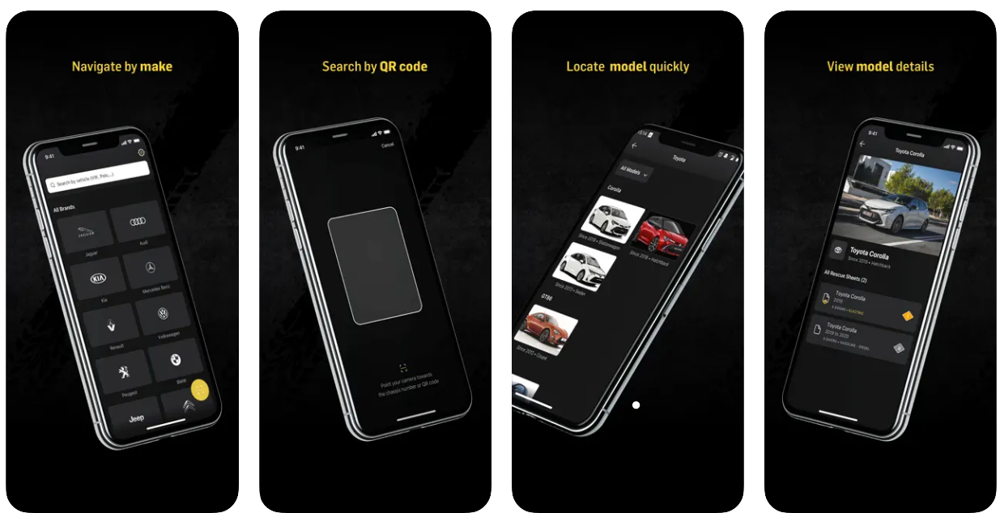 Navigate by make
9:41
Search by vehicle (VW, Polo,...)
All Brands
JAGUAR
Jaguar
Audi
KIA
Kia
Mercedes Benz
Renault
Volkswagen
Peugeot
BMW
Jeep
Search by QR code
9:41
Cancel
Point your camera towards
the chassis number or QR code
Locate model quickly
Toyota
All Models
Corolla
Since 2019 • Stationwagon
Since 2018 • Hatchback
Since 2013 • Sedan
GT86
Since 2012 • Coupé
View model details
9:41
Toyota Corolla
Toyota Corolla
Since 2019 • Hatchback
All Rescue Sheets (2)
Toyota Corolla
2019
5 DOORS • ELECTRIC
Toyota Corolla
2019 to 2020
5 DOORS • GASOLINE - DIESEL